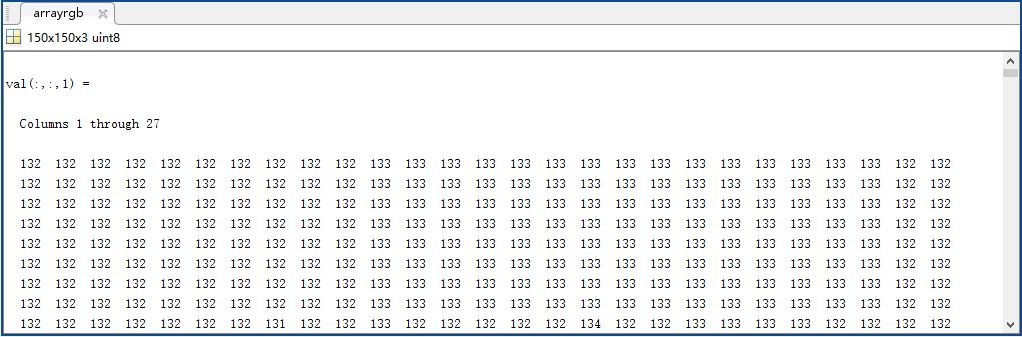 arrayrgb
150x150x3 uint8
val(:,:,1) =
Columns 1 through 27
132 132 132 132 132 132 132 132 132 132 133 133 133 133 133 133 133 133 133 133 133 133 133 133 133 132 132
132 132 132 132 132 132 132 132 132 132 133 133 133 133 133 133 133 133 133 133 133 133 133 133 133 132 132
132 132 132 132 132 132 132 132 132 132 133 133 133 133 133 133 133 133 133 133 133 133 133 133 133 132 132
132 132 132 132 132 132 132 132 132 132 133 133 133 133 133 133 133 133 133 133 133 133 133 133 133 132 132
132 132 132 132 132 132 132 132 132 132 133 133 133 133 133 133 133 133 133 133 133 133 133 133 133 132 132
132 132 132 132 132 132 132 132 132 132 133 133 133 133 133 133 133 133 133 133 133 133 133 133 133 132 132
132 132 132 132 132 132 132 132 132 132 133 133 133 133 133 133 133 133 133 133 133 133 133 133 133 132 132
132 132 132 132 132 132 132 132 132 132 133 133 133 133 133 133 133 133 133 133 133 133 133 133 133 132 132
132 132 132 132 132 132 132 131 132 132 133 132 132 132 132 132 134 132 132 133 133 133 133 132 132 132 132